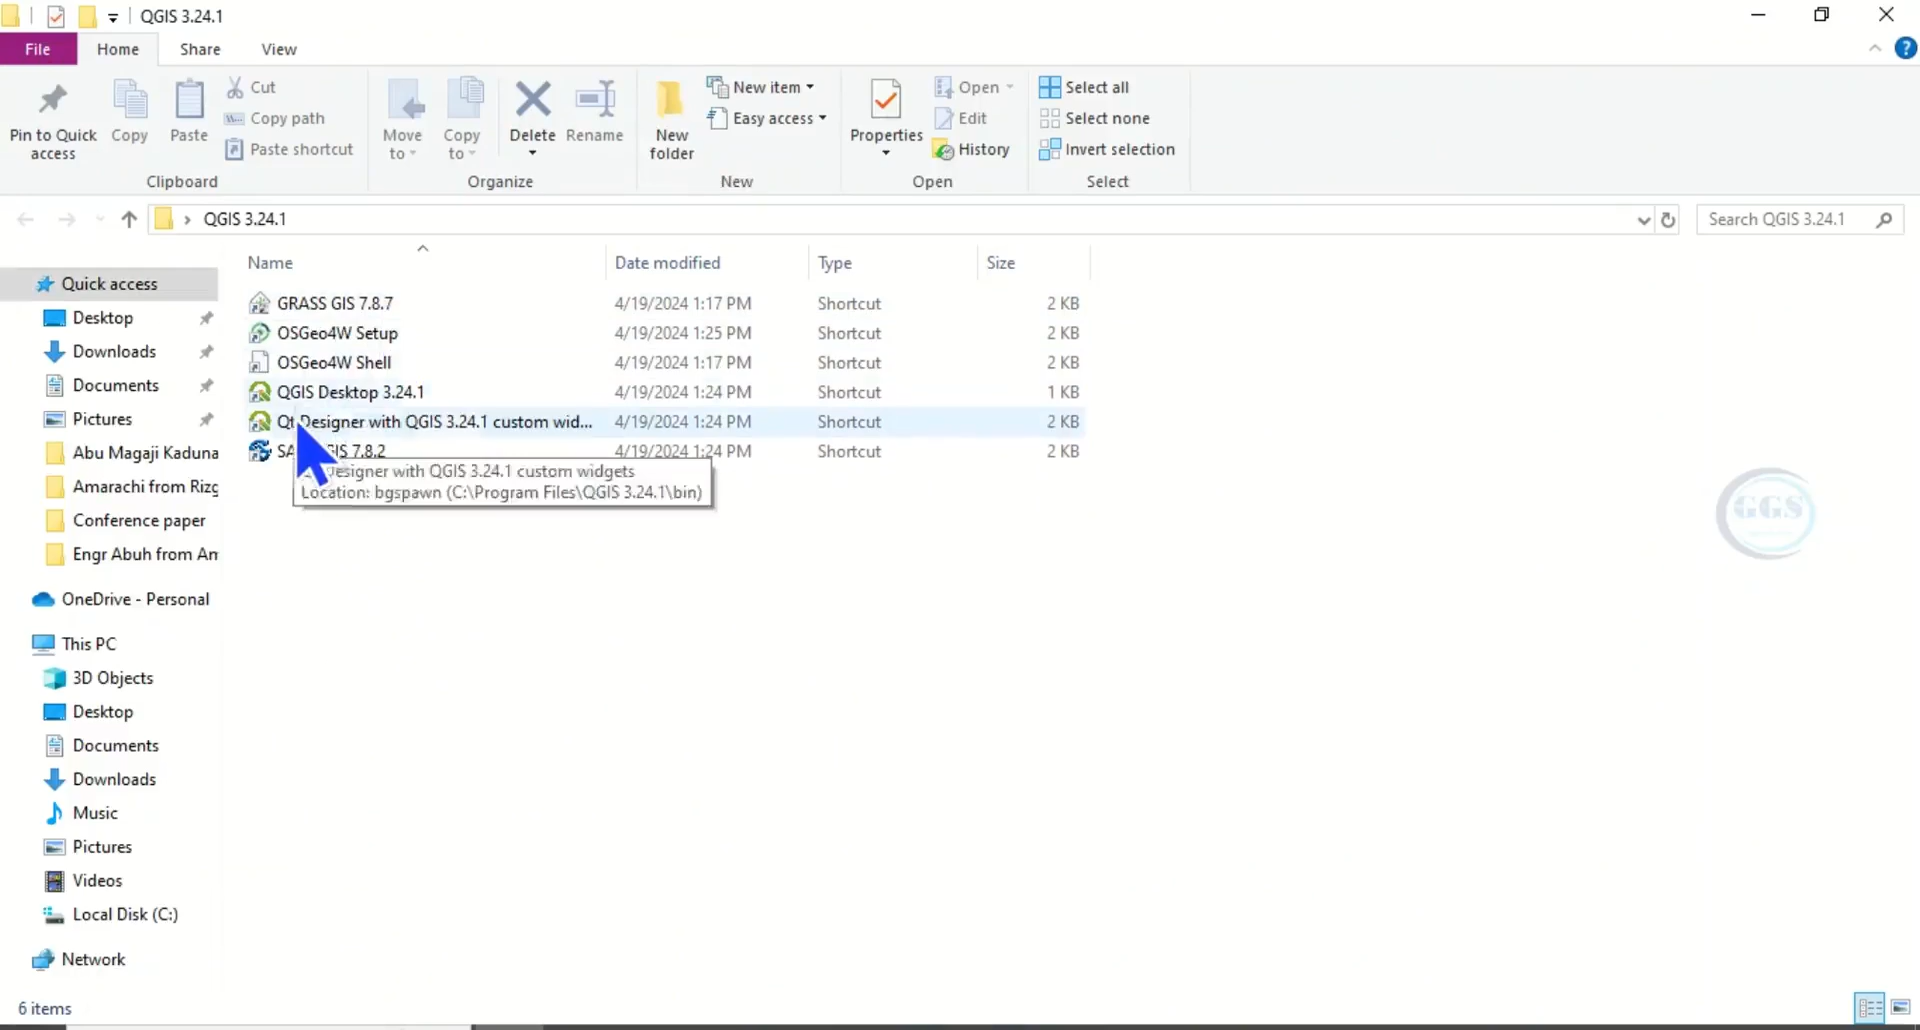 QGIS 3.24.1
File Home Share View
Pin to Quick access
Copy
Paste
Cut
Copy path
Paste shortcut
Clipboard
Move to
Copy to
Delete
Rename
Organize
New folder
New item
Easy access
New
Properties
Open
Edit
History
Open
Select all
Select none
Invert selection
Select
QGIS 3.24.1
Search QGIS 3.24.1
Name Date modified Type Size
GRASS GIS 7.8.7 4/19/2024 1:17 PM Shortcut 2 KB
OSGeo4W Setup 4/19/2024 1:25 PM Shortcut 2 KB
OSGeo4W Shell 4/19/2024 1:17 PM Shortcut 2 KB
QGIS Desktop 3.24.1 4/19/2024 1:24 PM Shortcut 1 KB
Qt Designer with QGIS 3.24.1 custom wid... 4/19/2024 1:24 PM Shortcut 2 KB
GIS 7.8.2 4/19/2024 1:24 PM Shortcut 2 KB
Designer with QGIS 3.24.1 custom widgets
Location: bgspawn (C:\Program Files\QGIS 3.24.1\bin)
Quick access
Desktop
Downloads
Documents
Pictures
Abu Magaji Kaduna
Amarachi from Rizg
Conference paper
Engr Abuh from Am
OneDrive - Personal
This PC
3D Objects
Desktop
Documents
Downloads
Music
Pictures
Videos
Local Disk (C:)
Network
GGS
6 items